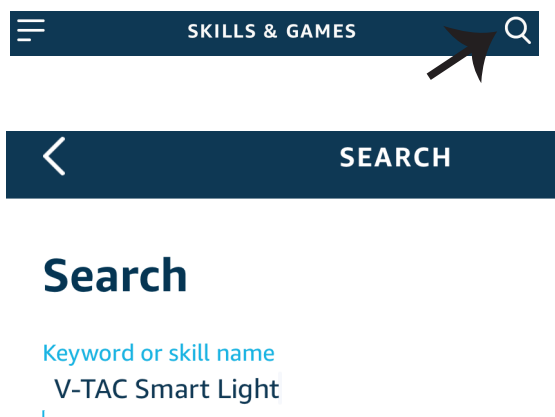 SKILLS & GAMES
SEARCH
Search
Keyword or skill name
V-TAC Smart Light